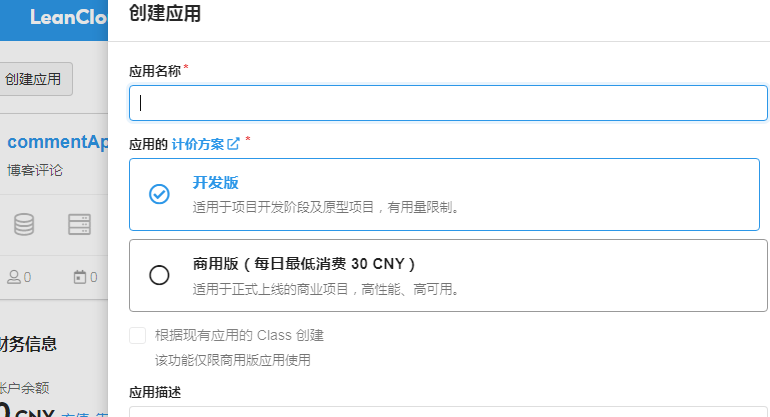 LeanClo
创建应用
创建应用
应用名称*
commentAp
应用的 计价方案 *
博客评论
开发版
适用于项目开发阶段及原型项目，有用量限制。
商用版（每日最低消费 30 CNY）
适用于正式上线的商业项目，高性能、高可用。
0
0
根据现有应用的 Class 创建
财务信息
该功能仅限商用版应用使用
账户余额
应用描述
CNY